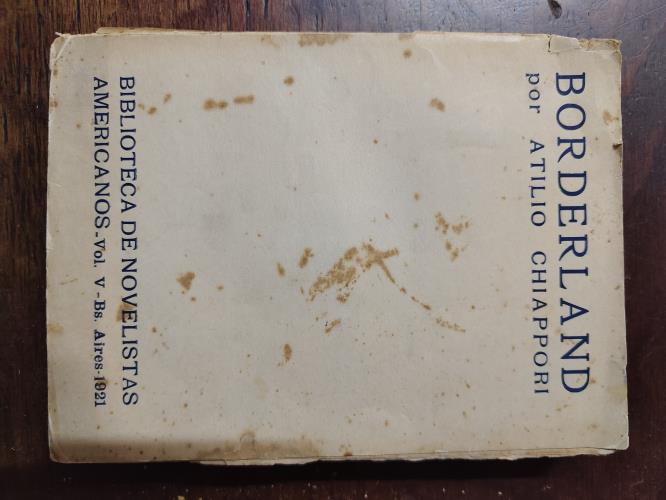 BORDERLAND
por ATILIO CHIAPPORI
BIBLIOTECA DE NOVELISTAS
AMERICANOS-Vol. V-Bs. Aires-1921